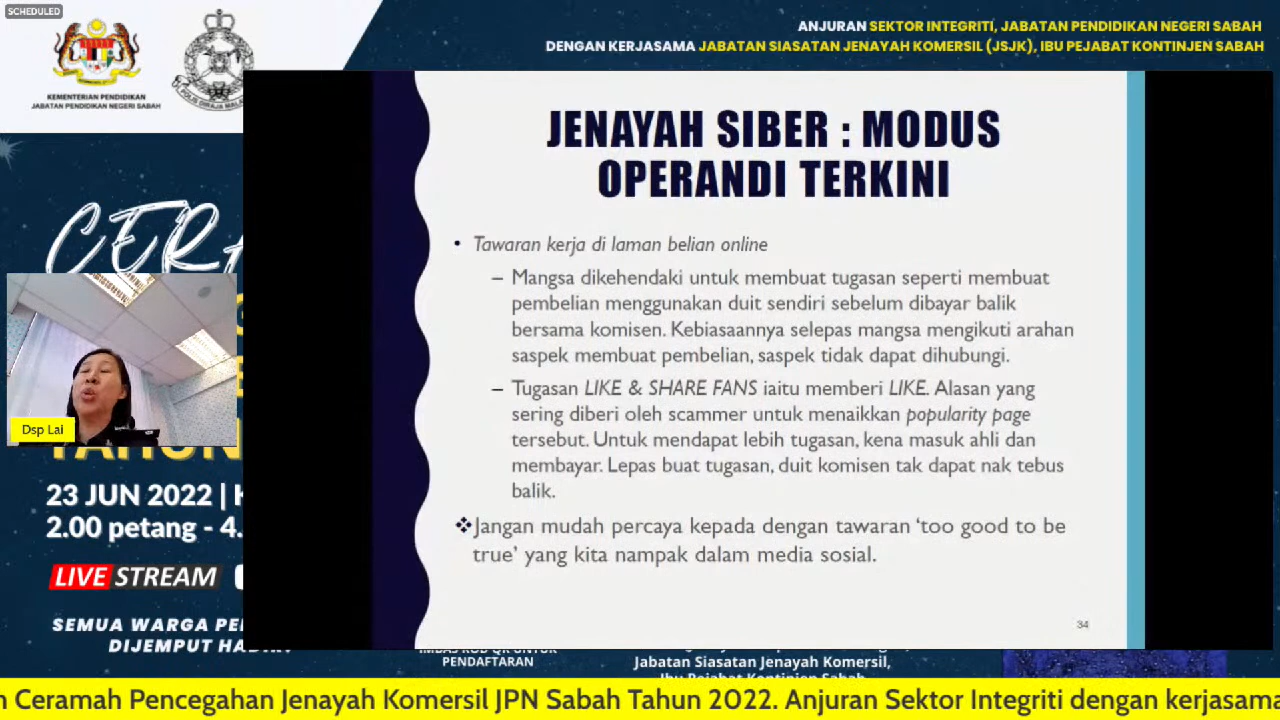 SCHEDULED
KEMENTERIAN PENDIDIKAN
JABATAN PENDIDIKAN NEGERI SABAH
ANJURAN SEKTOR INTEGRITI, JABATAN PENDIDIKAN NEGERI SABAH
DENGAN KERJASAMA JABATAN SIASATAN JENAYAH KOMERSIL (JSJK), IBU PEJABAT KONTINJEN SABAH
JENAYAH SIBER : MODUS
OPERANDI TERKINI
• Tawaran kerja di laman belian online
– Mangsa dikehendaki untuk membuat tugasan seperti membuat
pembelian menggunakan duit sendiri sebelum dibayar balik
bersama komisen. Kebiasaannya selepas mangsa mengikuti arahan
saspek membuat pembelian, saspek tidak dapat dihubungi.
– Tugasan LIKE & SHARE FANS iaitu memberi LIKE. Alasan yang
sering diberi oleh scammer untuk menaikkan popularity page
tersebut. Untuk mendapat lebih tugasan, kena masuk ahli dan
membayar. Lepas buat tugasan, duit komisen tak dapat nak tebus
balik.
❖Jangan mudah percaya kepada dengan tawaran ‘too good to be
true’ yang kita nampak dalam media sosial.
34
CERA
Dsp Lai
TAHUN
23 JUN 2022 |
2.00 petang - 4.
LIVE STREAM
SEMUA WARGA PE
DIJEMPUT HADIR.
PENDAFTARAN
Jabatan Siasatan Jenayah Komersil,
Ibu Pejabat Kontinjen Sabah
n Ceramah Pencegahan Jenayah Komersil JPN Sabah Tahun 2022. Anjuran Sektor Integriti dengan kerjasama